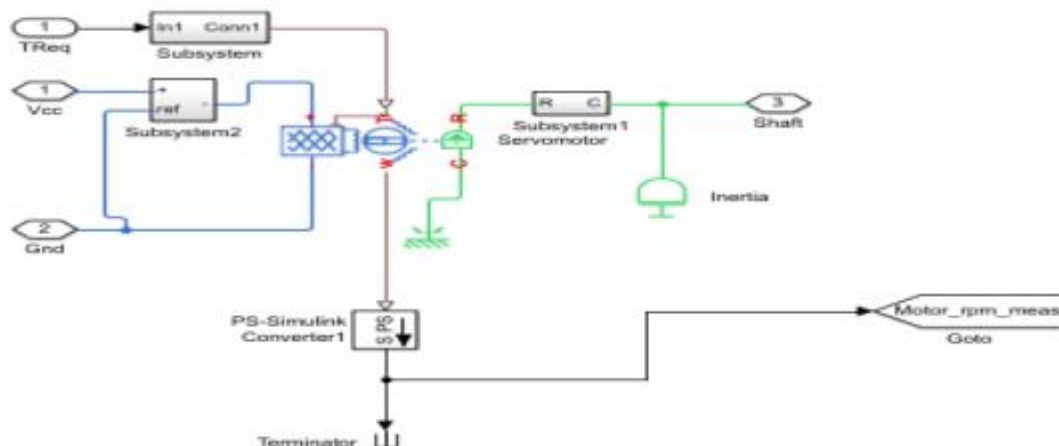 1
TReq
In1 Conn1
Subsystem
1
Vcc
+
ref
-
Subsystem2
2
Gnd
T
W
R
C
R C
Subsystem1
Servomotor
3
Shaft
Inertia
PS-Simulink
Converter1
S PS
Motor_rpm_meas
Goto
Terminator